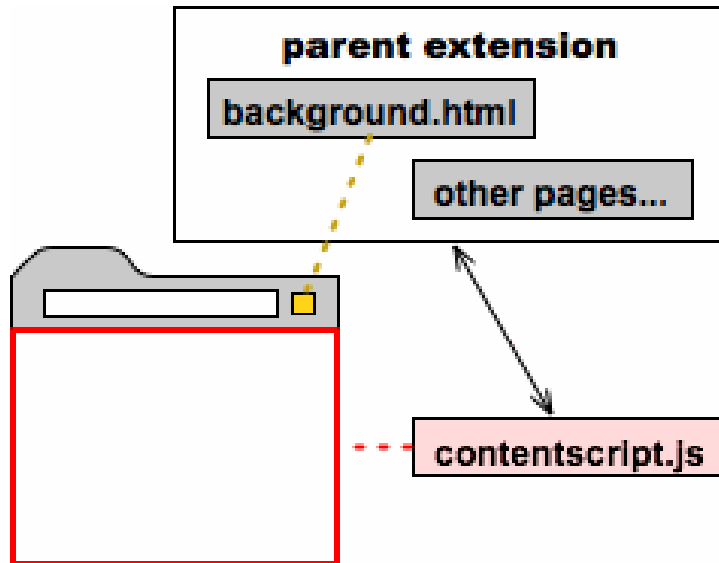 parent extension
background.html
other pages...
contentscript.js